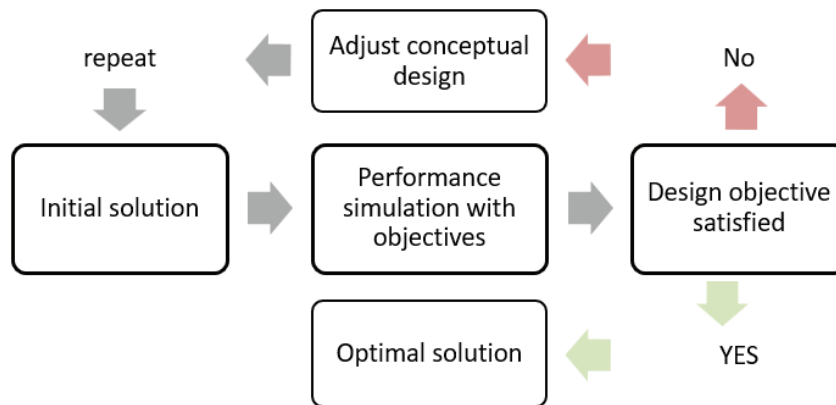 repeat
Adjust conceptual
design
No
Initial solution
Performance
simulation with
objectives
Design objective
satisfied
Optimal solution
YES